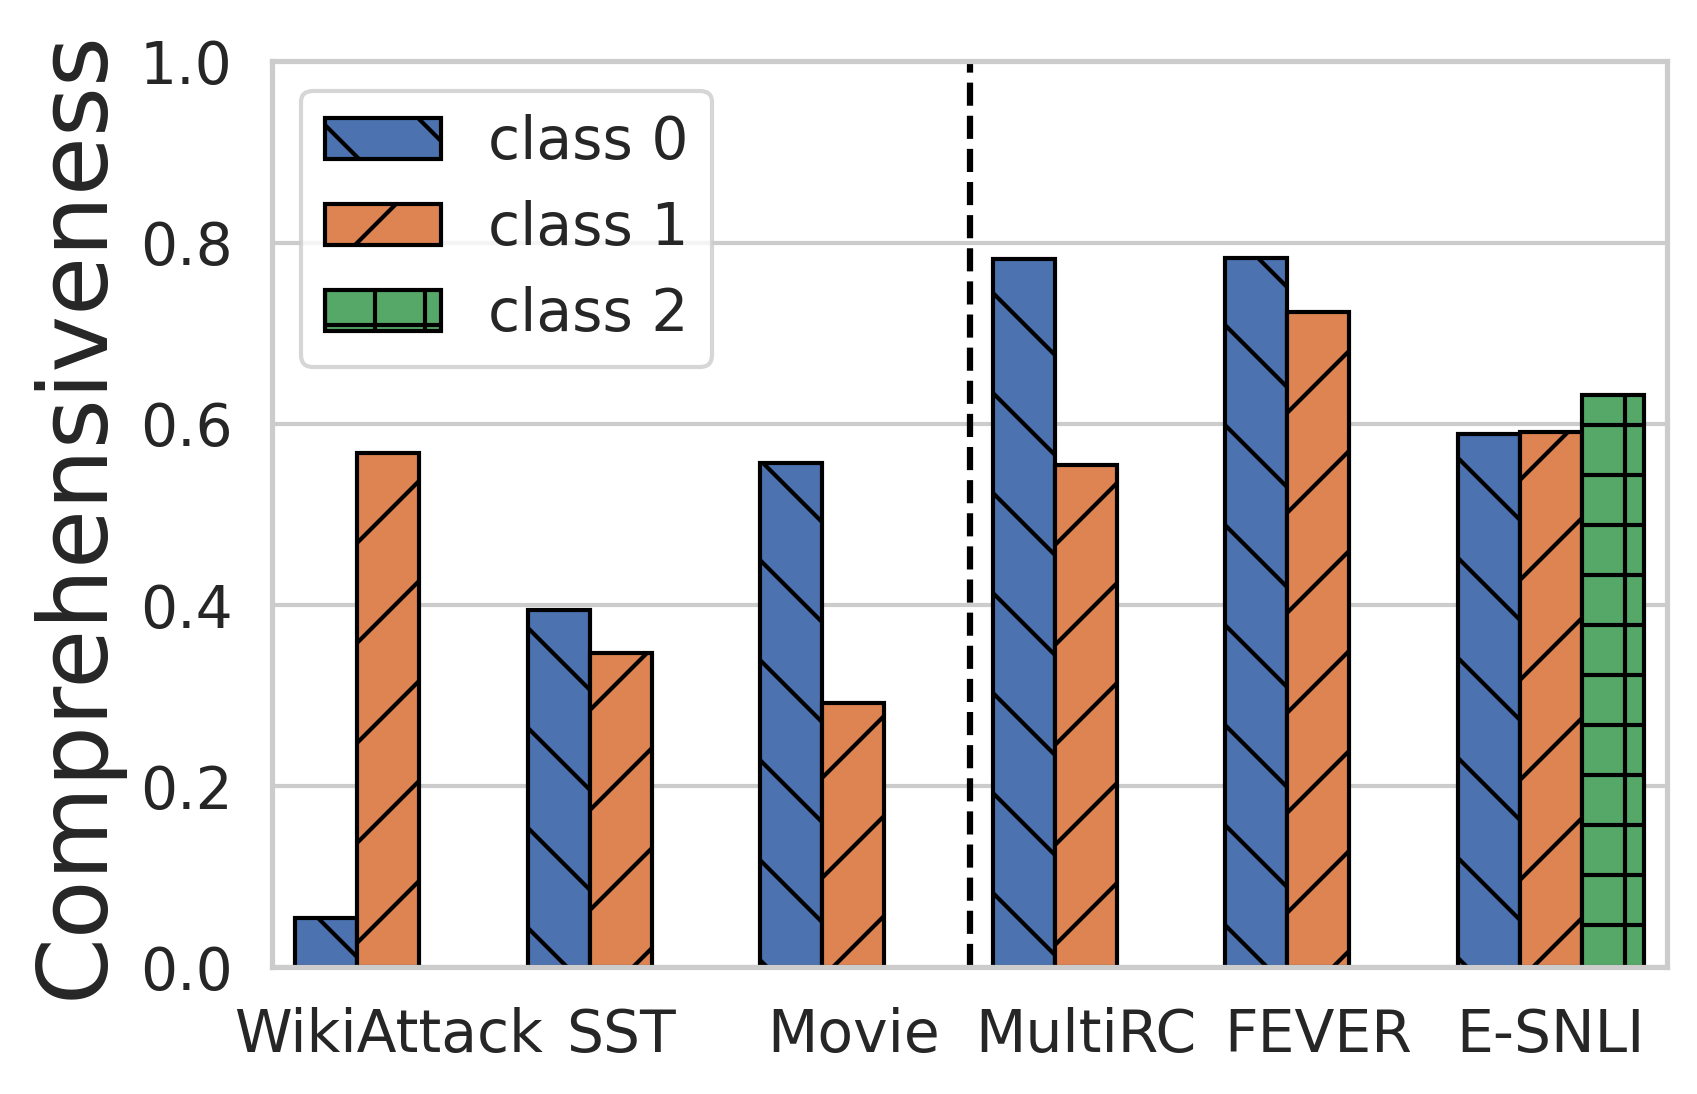 Comprehensiveness
1.0
0.8
0.6
0.4
0.2
0.0
class 0
class 1
class 2
WikiAttack SST Movie MultiRC FEVER E-SNLI